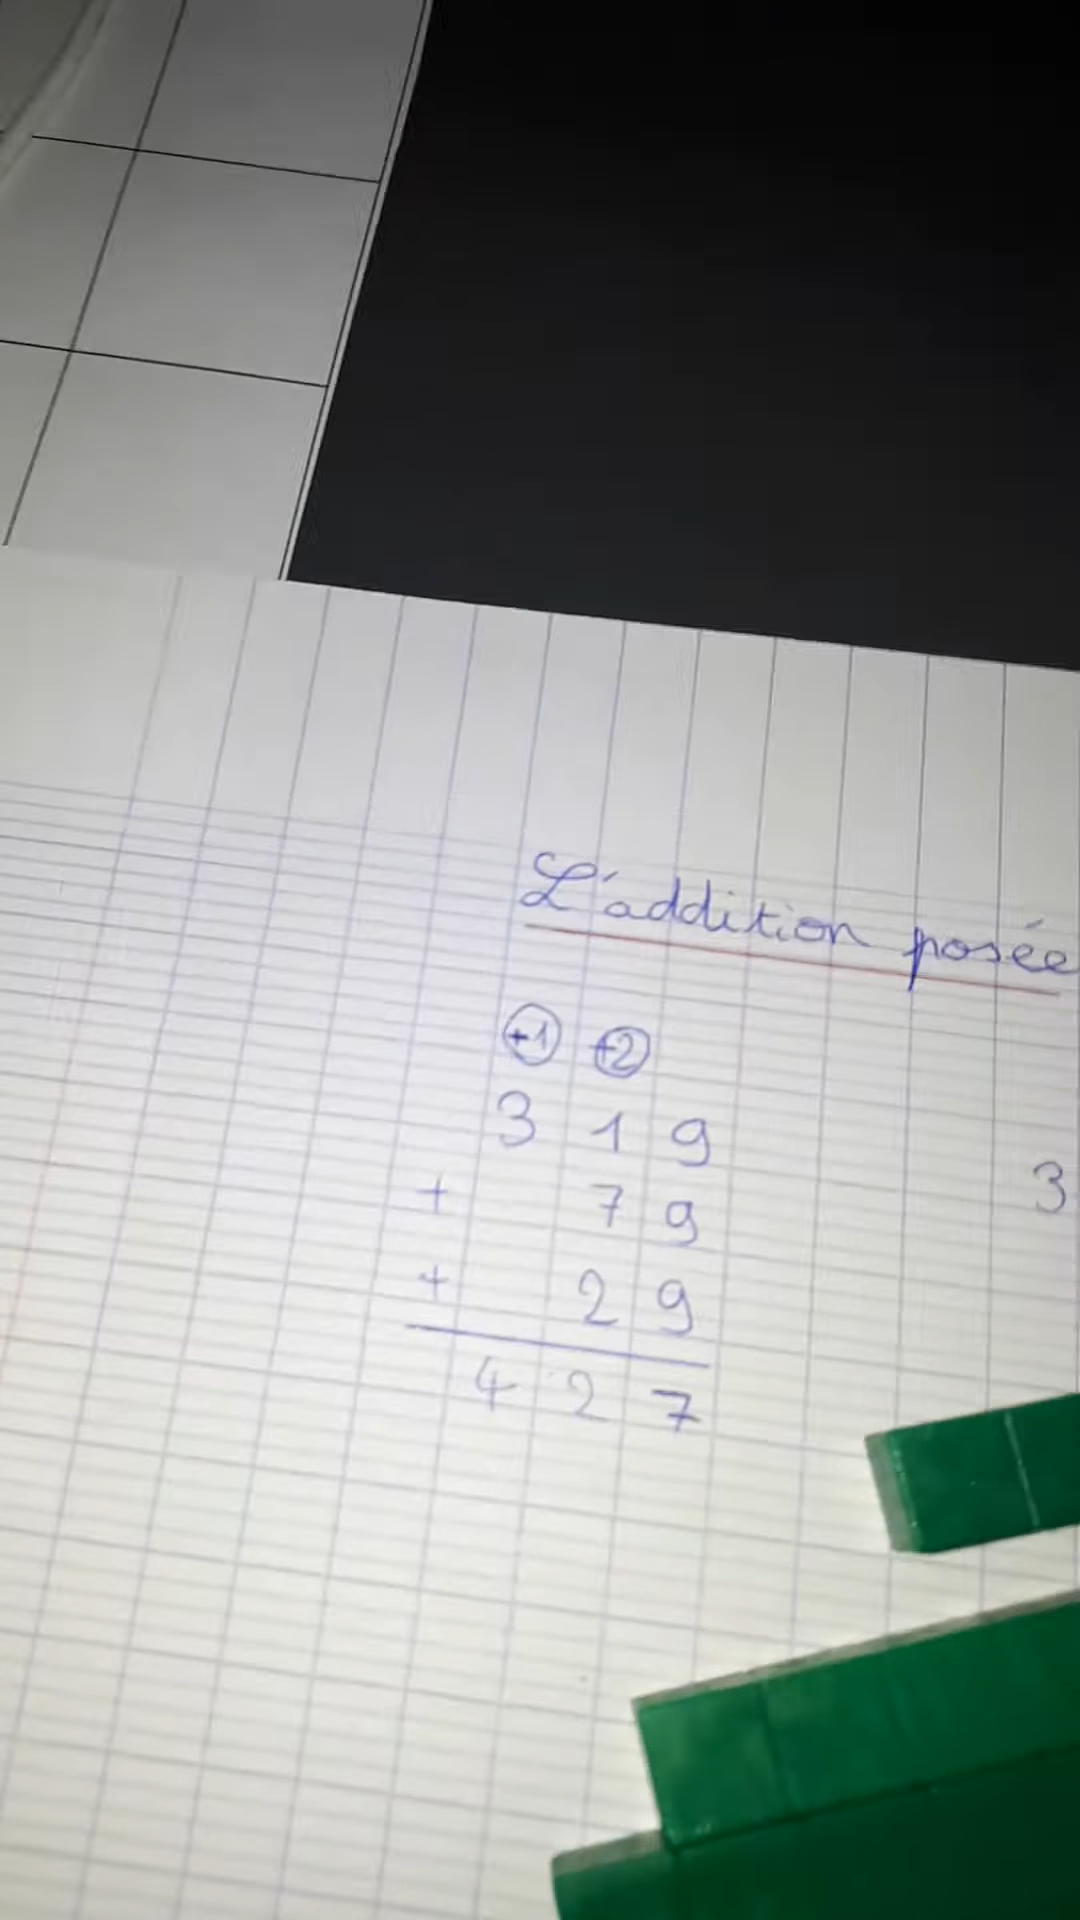 L'addition posée
+1 +2
3 1 9
+ 7 9
+ 2 9
4 2 7
3